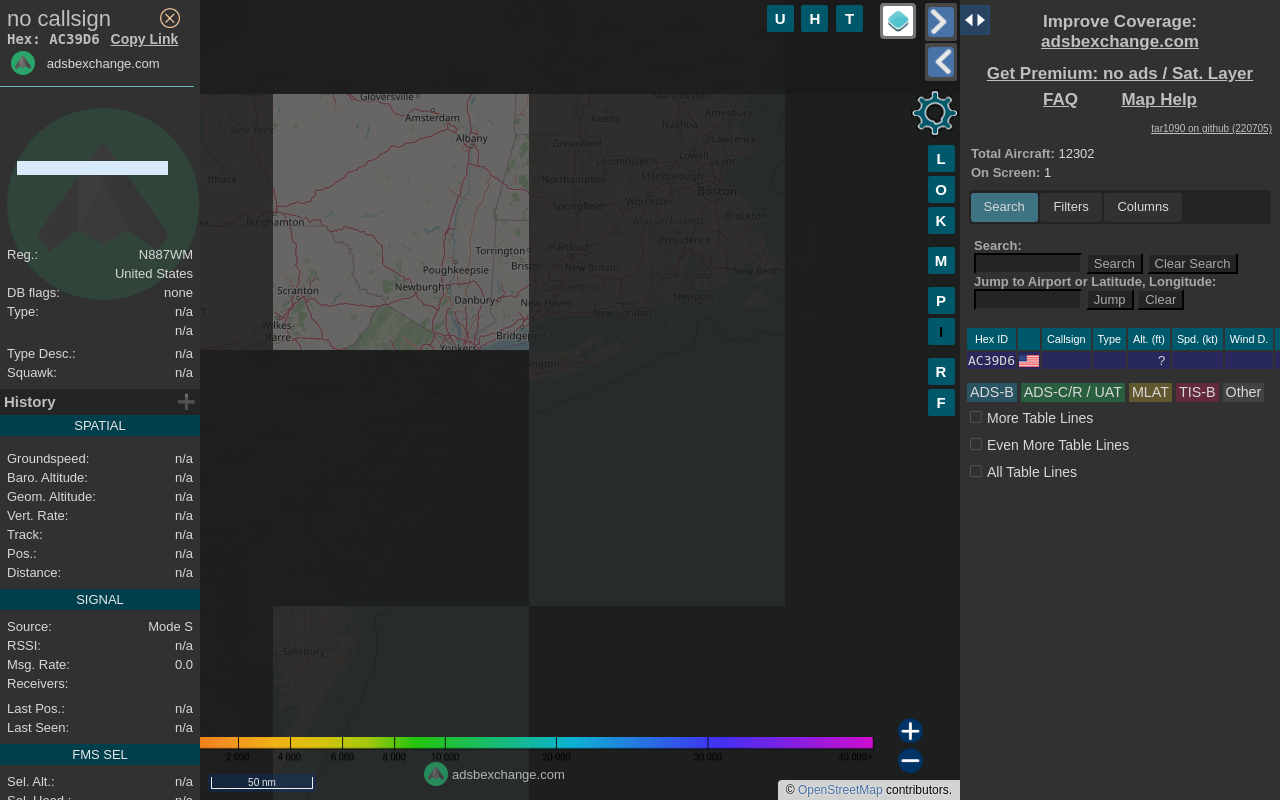 no callsign
Hex: AC39D6 Copy Link
adsbexchange.com
Reg.: N887WM
United States
DB flags: none
Type: n/a
n/a
Type Desc.: n/a
Squawk: n/a
History
SPATIAL
Groundspeed: n/a
Baro. Altitude: n/a
Geom. Altitude: n/a
Vert. Rate: n/a
Track: n/a
Pos.: n/a
Distance: n/a
SIGNAL
Source: Mode S
RSSI: n/a
Msg. Rate: 0.0
Receivers:
Last Pos.: n/a
Last Seen: n/a
FMS SEL
Sel. Alt.: n/a
Sel. Head.: n/a
U H T
L
O
K
M
P
I
R
F
Gloversville
Amsterdam
Albany
New York
Ithaca
Binghamton
Scranton
Wilkes-
Barre
Torrington
Bristol
Poughkeepsie
Newburgh
Danbury
New Haven
Bridgeport
Yonkers
Manchester
Keene
Amesbury
Nashua
Lawrence
Greenfield
Leominster
Lowell
Lynn
Northampton
Marlborough
Boston
Worcester
Springfield
Massachusetts
Brockton
Providence
Hartford
New Britain
Rhode Island
New Bedford
Connecticut
Newport
New London
Salisbury
2 000 4 000 6 000 8 000 10 000 20 000 30 000 40 000+
50 nm
adsbexchange.com
© OpenStreetMap contributors.
Improve Coverage:
adsbexchange.com
Get Premium: no ads / Sat. Layer
FAQ Map Help
tar1090 on github (220705)
Total Aircraft: 12302
On Screen: 1
Search Filters Columns
Search:
Search Clear Search
Jump to Airport or Latitude, Longitude:
Jump Clear
Hex ID Callsign Type Alt. (ft) Spd. (kt) Wind D.
AC39D6 ?
ADS-B ADS-C/R / UAT MLAT TIS-B Other
More Table Lines
Even More Table Lines
All Table Lines